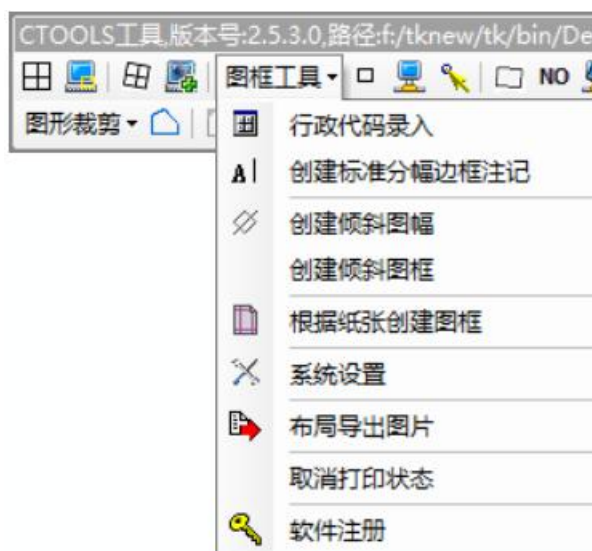 CTOOLS工具,版本号:2.5.3.0,路径:f:/tknew/tk/bin/De
图框工具 NO
图形裁剪
行政代码录入
A 创建标准分幅边框注记
创建倾斜图幅
创建倾斜图框
根据纸张创建图框
系统设置
布局导出图片
取消打印状态
软件注册